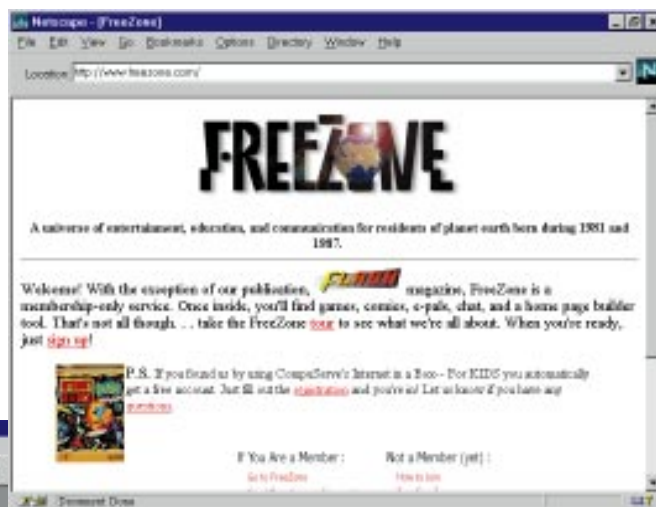 Netscape - [FreeZone]
File Edit View Go Bookmarks Options Directory Window Help
Location: http://www.freezone.com/
N
FREEZONE
A universe of entertainment, education, and communication for residents of planet earth born during 1981 and
1987.
Welcome! With the exception of our publication, FLASH magazine, FreeZone is a
membership-only service. Once inside, you'll find games, comics, e-pals, chat, and a home page builder
tool. That's not all though. . . take the FreeZone tour to see what we're all about. When you're ready,
just sign up!
P.S. If you found us by using CompuServe's Internet in a Box-- For KIDS you automatically
get a free account. Just fill out the registration and you're in! Let us know if you have any
questions.
If You Are a Member : Not a Member (yet) :
Go to FreeZone How to Join
Document Done